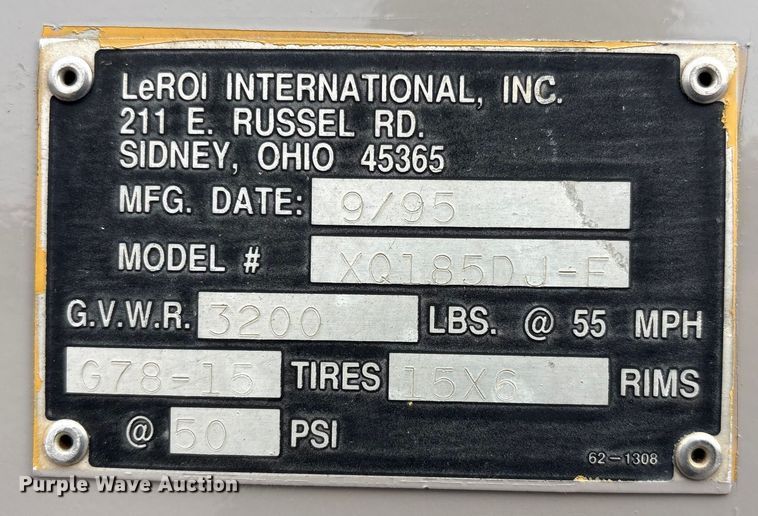 LeROI INTERNATIONAL, INC.
211 E. RUSSEL RD.
SIDNEY, OHIO 45365
MFG. DATE: 9/95
MODEL # XQ185DJ-F
G.V.W.R. 3200 LBS. @ 55 MPH
G78-15 TIRES 15X6 RIMS
@ 50 PSI
62-1308
Purple Wave Auction